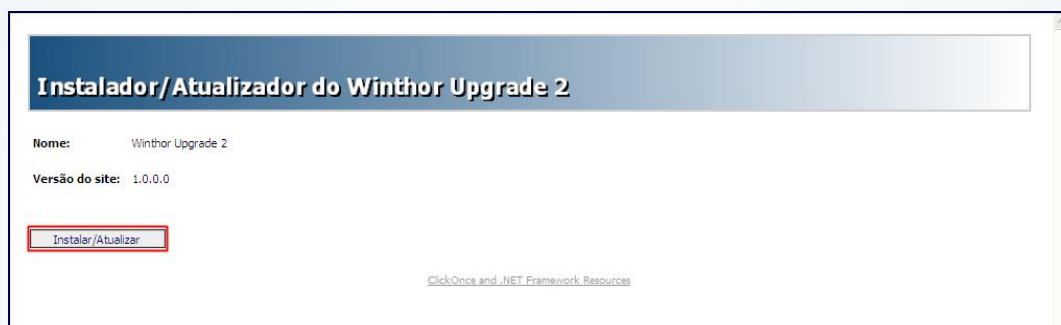 Instalador/Atualizador do Winthor Upgrade 2
Nome: Winthor Upgrade 2
Versão do site: 1.0.0.0
Instalar/Atualizar
ClickOnce and .NET Framework Resources